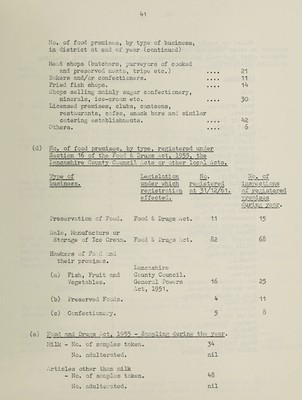 41
No. of food premises, by type of business,
in district at end of year (continued)
Meat shops (butchers, purveyors of cooked
and preserved meats, tripe etc.) .... 21
Bakers and/or confectioners. .... 11
Fried fish shops. .... 14
Shops selling mainly sugar confectionery,
minerals, ice-cream etc. .... 30
Licensed premises, clubs, canteens,
restaurants, cafes, snack bars and similar
catering establishments. .... 42
Others. .... 6
(d) No. of food premises, by type, registered under
Section 16 of the Food & Drugs Act, 1955, the
Lancashire County Council Acts or other local Acts.
Type of business. Legislation under which registration effected. No. registered at 31/12/61. No. of inspections of registered premises during year.
Preservation of Food. Food & Drugs Act. 11 15
Sale, Manufacture or
Storage of Ice Cream. Food & Drugs Act. 82 68
Hawkers of Food and
their premises.
(a) Fish, Fruit and Vegetables. Lancashire County Council. General Powers Act, 1951. 16 25
(b) Preserved Foods. 4 11
(c) Confectionery. 5 8
(e) Food and Drugs Act, 1955 - Sampling during the year.
Milk - No. of samples taken. 34
No. adulterated. nil
Articles other than milk
- No. of samples taken. 48
No. adulterated. nil